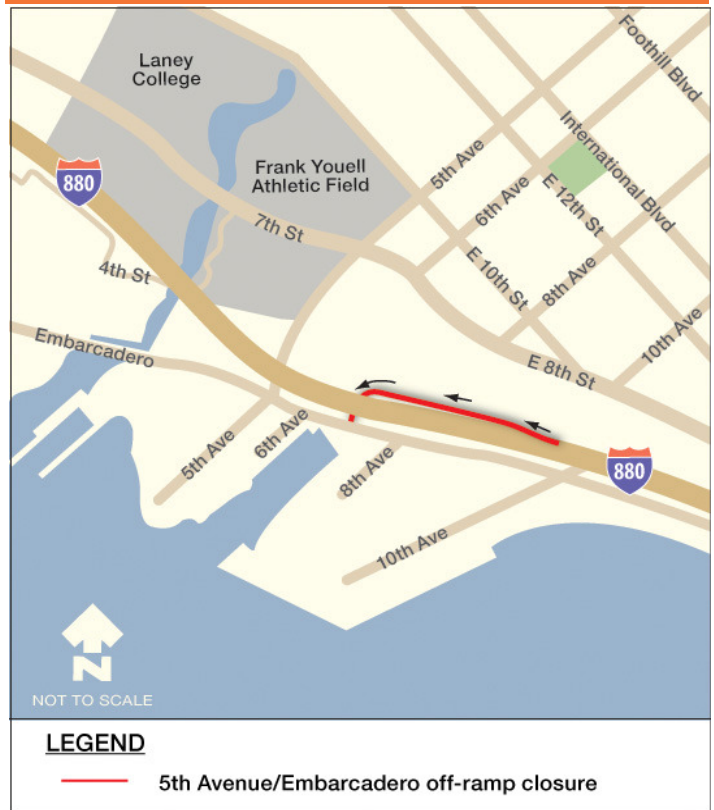 Laney
College
Foothill Blvd
International Blvd
5th Ave
Frank Youell
Athletic Field
880
6th Ave
E 12th St
7th St
4th St
E 10th St
8th Ave
Embarcadero
10th Ave
E 8th St
5th Ave
6th Ave
8th Ave
880
10th Ave
N
NOT TO SCALE
LEGEND
5th Avenue/Embarcadero off-ramp closure